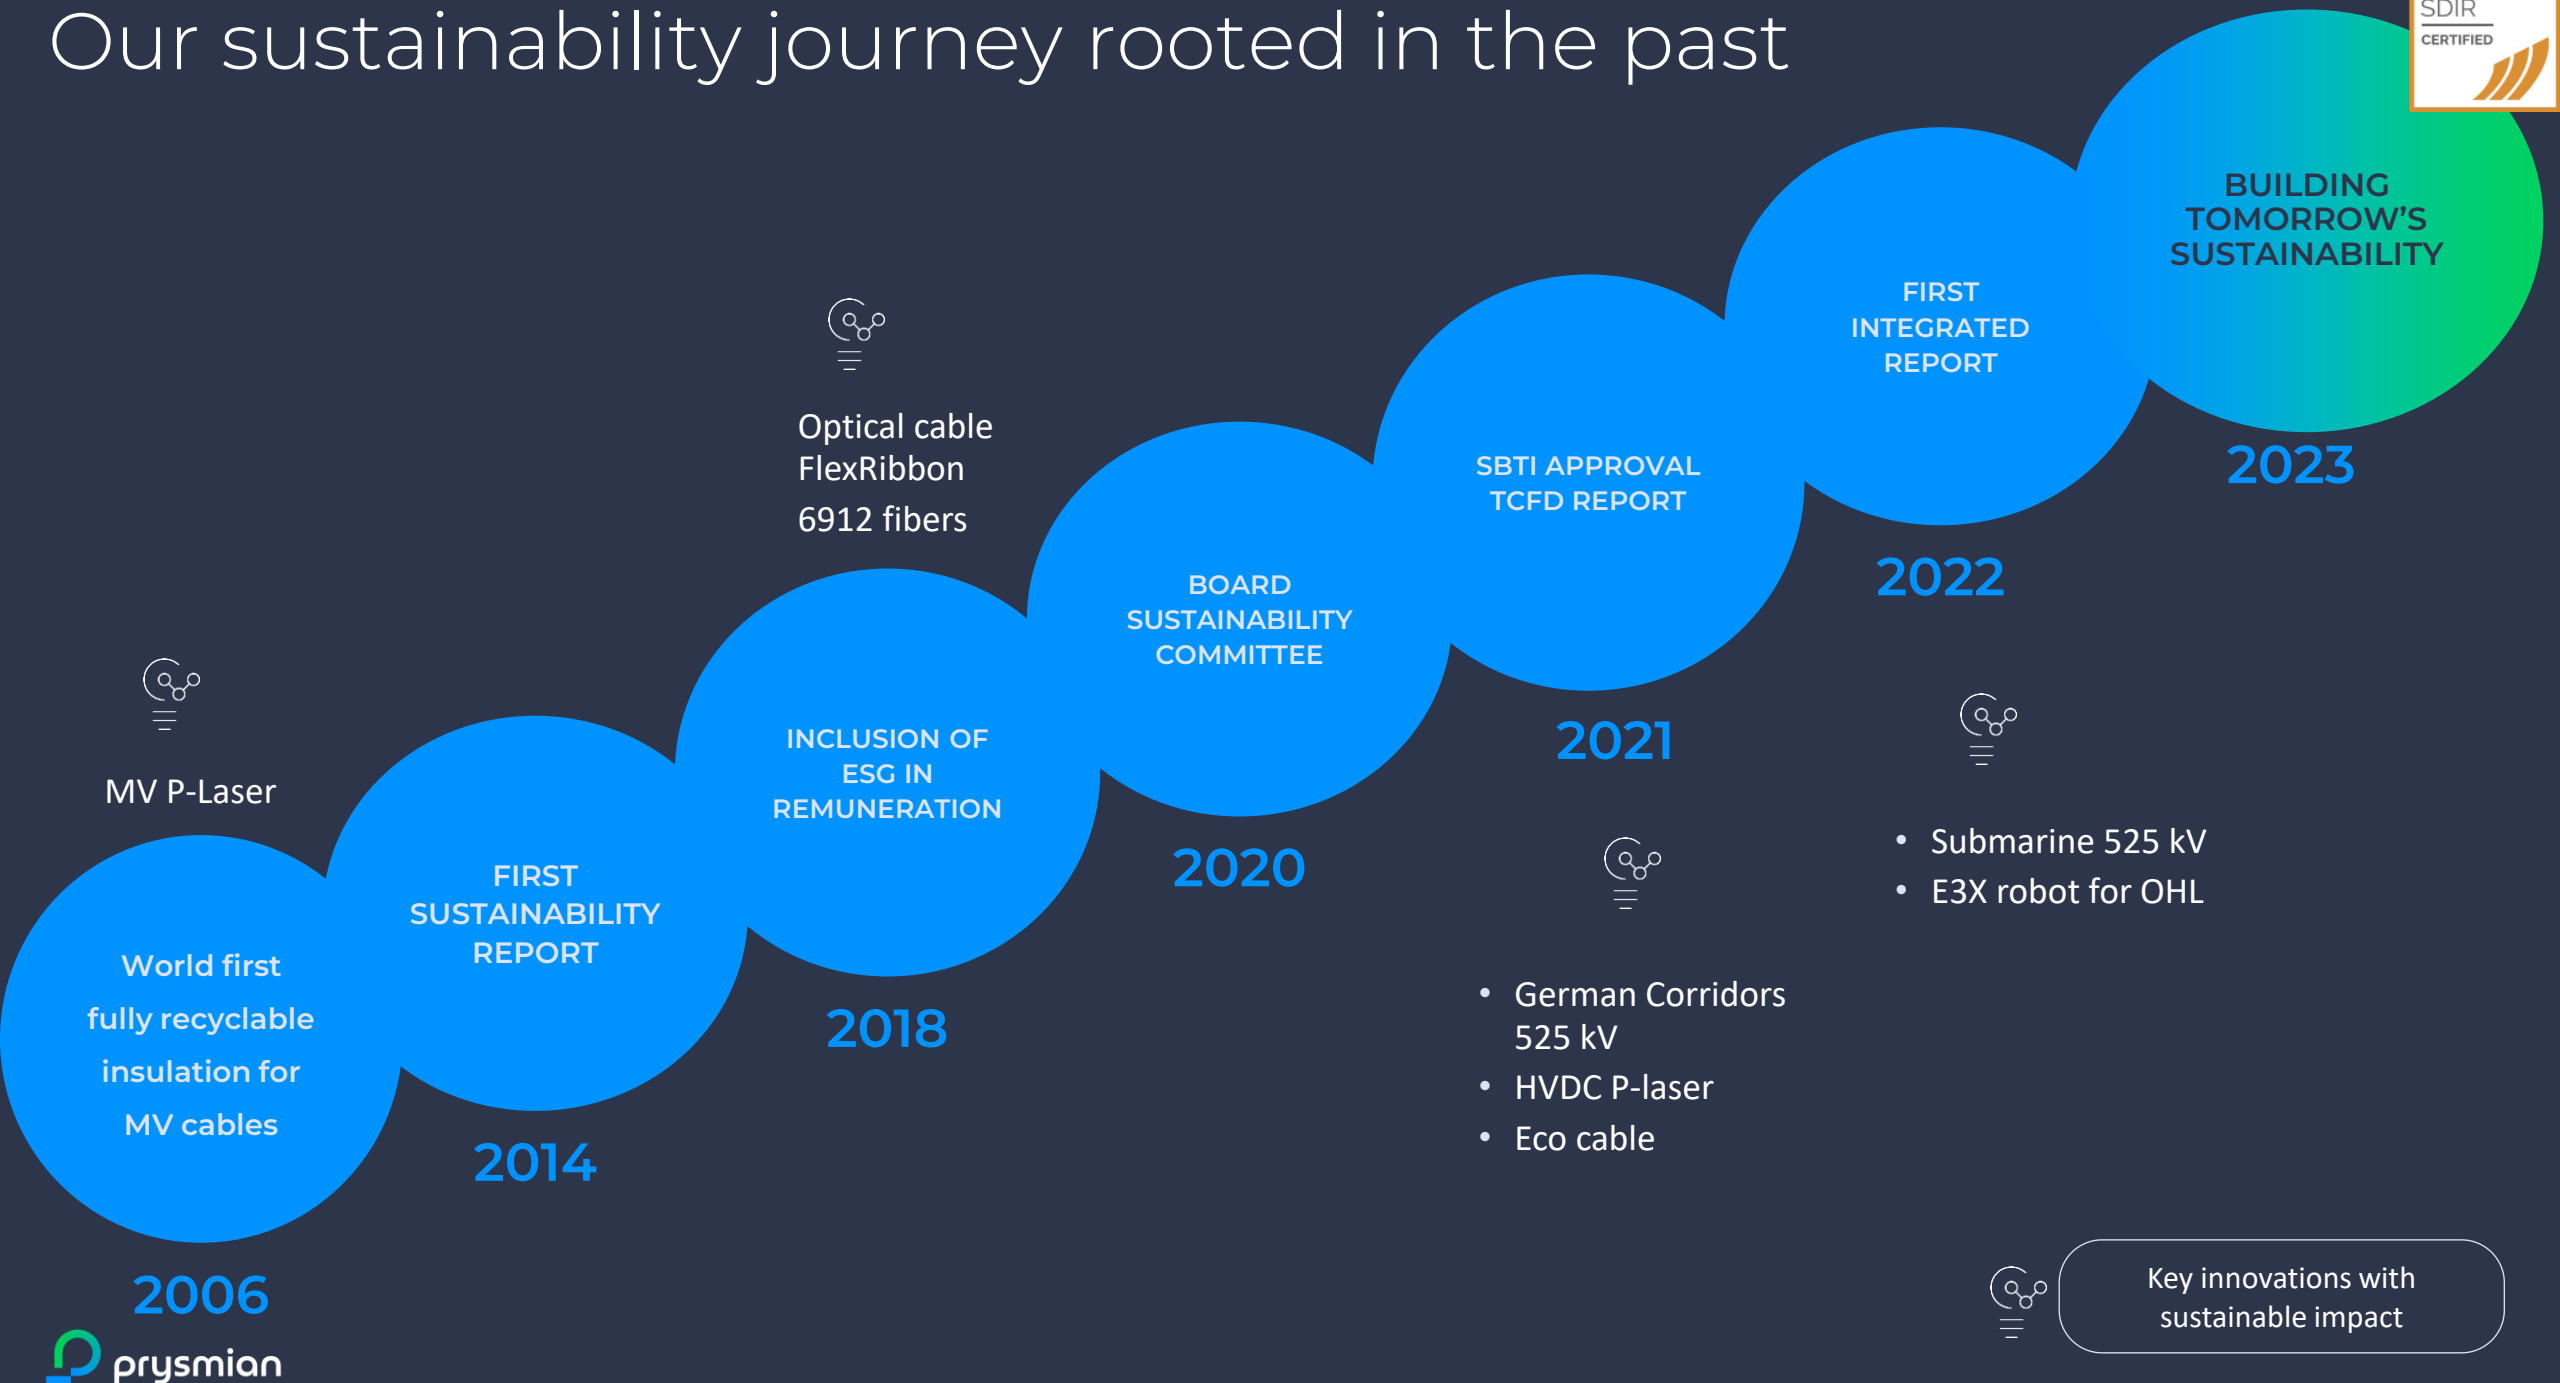 Our sustainability journey rooted in the past
SDIR
CERTIFIED
MV P-Laser
World first
fully recyclable
insulation for
MV cables
2006
FIRST
SUSTAINABILITY
REPORT
2014
Optical cable
FlexRibbon
6912 fibers
INCLUSION OF
ESG IN
REMUNERATION
2018
BOARD
SUSTAINABILITY
COMMITTEE
2020
SBTI APPROVAL
TCFD REPORT
2021
• German Corridors
525 kV
• HVDC P-laser
• Eco cable
FIRST
INTEGRATED
REPORT
2022
• Submarine 525 kV
• E3X robot for OHL
BUILDING
TOMORROW’S
SUSTAINABILITY
2023
Key innovations with
sustainable impact
prysmian